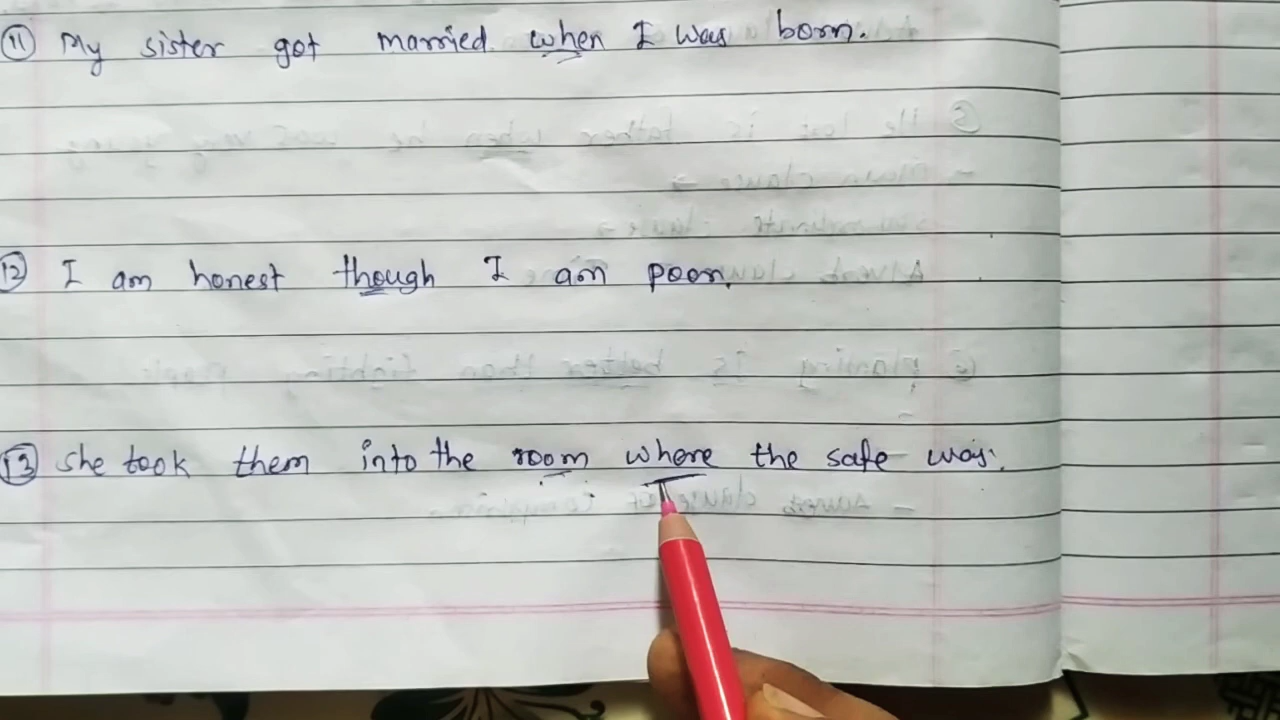 11 My sister got married when I was born.
12 I am honest though I am poor.
13 She took them into the room where the safe was.